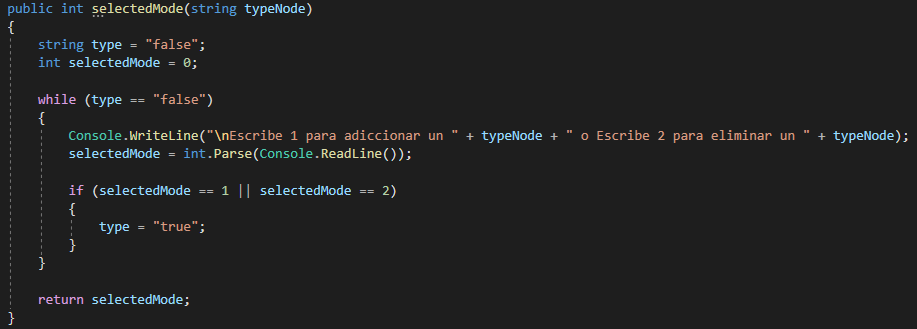 public int selectedMode(string typeNode)
{
string type = "false";
int selectedMode = 0;
while (type == "false")
{
Console.WriteLine("\nEscribe 1 para adiccionar un " + typeNode + " o Escribe 2 para eliminar un " + typeNode);
selectedMode = int.Parse(Console.ReadLine());
if (selectedMode == 1 || selectedMode == 2)
{
type = "true";
}
}
return selectedMode;
}